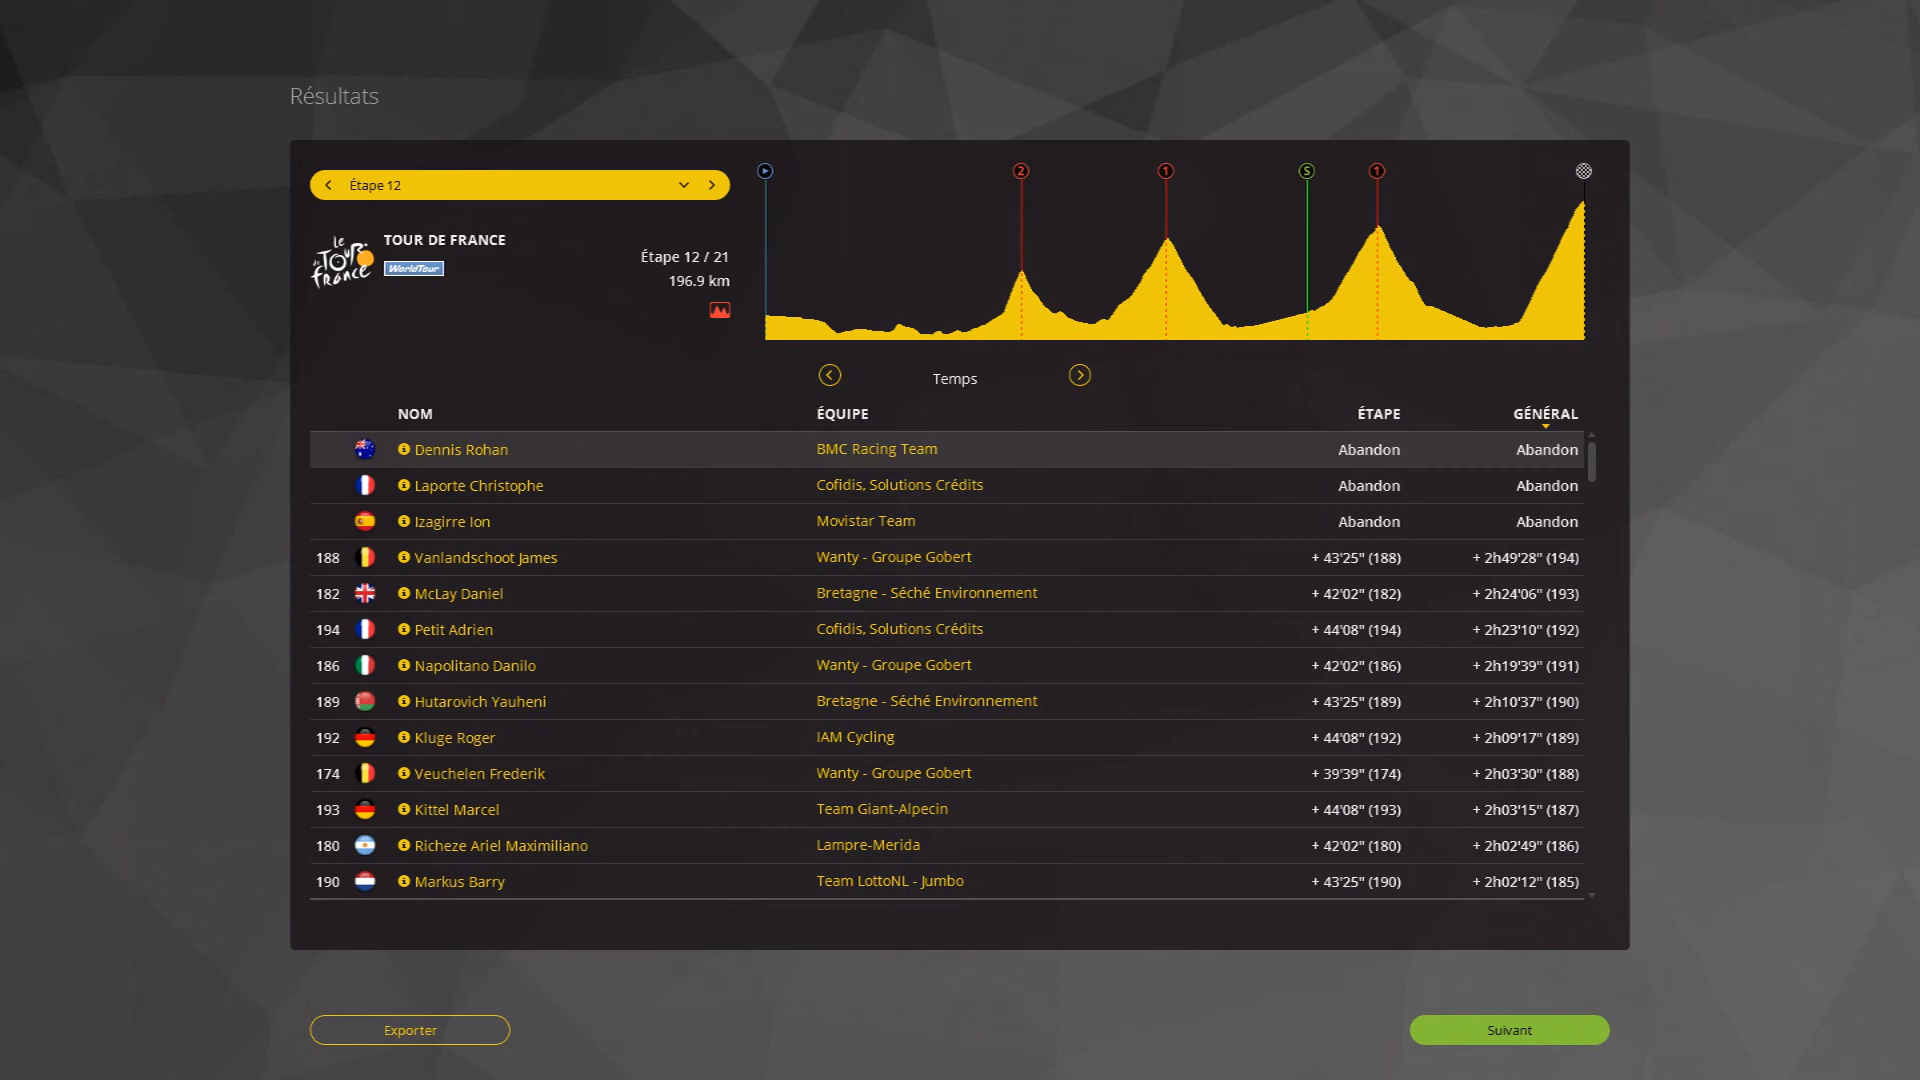 Résultats
Étape 12
le
TOUR
de
france
TOUR DE FRANCE
WorldTour
Étape 12 / 21
196.9 km
2
1
S
1
Temps
NOM ÉQUIPE ÉTAPE GÉNÉRAL
Dennis Rohan BMC Racing Team Abandon Abandon
Laporte Christophe Cofidis, Solutions Crédits Abandon Abandon
Izagirre Ion Movistar Team Abandon Abandon
188 Vanlandschoot James Wanty - Groupe Gobert + 43'25'' (188) + 2h49'28'' (194)
182 McLay Daniel Bretagne - Séché Environnement + 42'02'' (182) + 2h24'06'' (193)
194 Petit Adrien Cofidis, Solutions Crédits + 44'08'' (194) + 2h23'10'' (192)
186 Napolitano Danilo Wanty - Groupe Gobert + 42'02'' (186) + 2h19'39'' (191)
189 Hutarovich Yauheni Bretagne - Séché Environnement + 43'25'' (189) + 2h10'37'' (190)
192 Kluge Roger IAM Cycling + 44'08'' (192) + 2h09'17'' (189)
174 Veuchelen Frederik Wanty - Groupe Gobert + 39'39'' (174) + 2h03'30'' (188)
193 Kittel Marcel Team Giant-Alpecin + 44'08'' (193) + 2h03'15'' (187)
180 Richeze Ariel Maximiliano Lampre-Merida + 42'02'' (180) + 2h02'49'' (186)
190 Markus Barry Team LottoNL - Jumbo + 43'25'' (190) + 2h02'12'' (185)
Exporter
Suivant